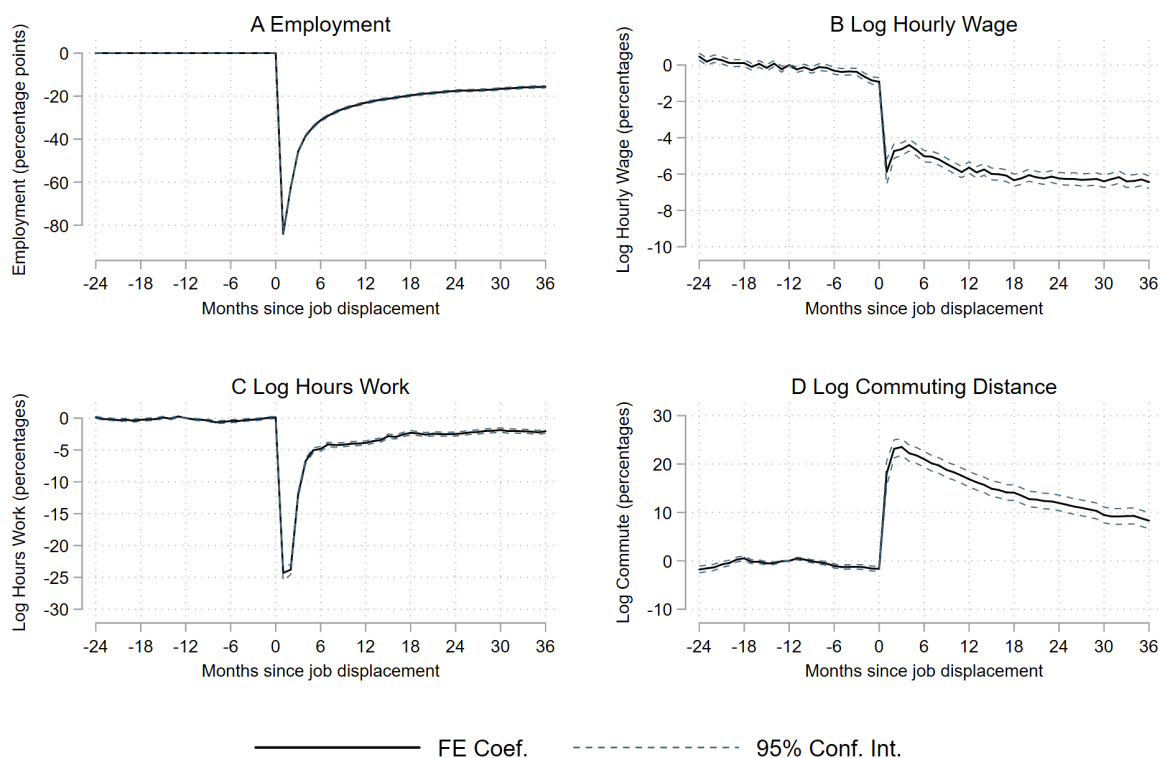 A Employment
Employment (percentage points)
0
-20
-40
-60
-80
-24 -18 -12 -6 0 6 12 18 24 30 36
Months since job displacement
B Log Hourly Wage
Log Hourly Wage (percentages)
0
-2
-4
-6
-8
-10
-24 -18 -12 -6 0 6 12 18 24 30 36
Months since job displacement
C Log Hours Work
Log Hours Work (percentages)
0
-5
-10
-15
-20
-25
-30
-24 -18 -12 -6 0 6 12 18 24 30 36
Months since job displacement
D Log Commuting Distance
Log Commute (percentages)
30
20
10
0
-10
-24 -18 -12 -6 0 6 12 18 24 30 36
Months since job displacement
FE Coef. 95% Conf. Int.